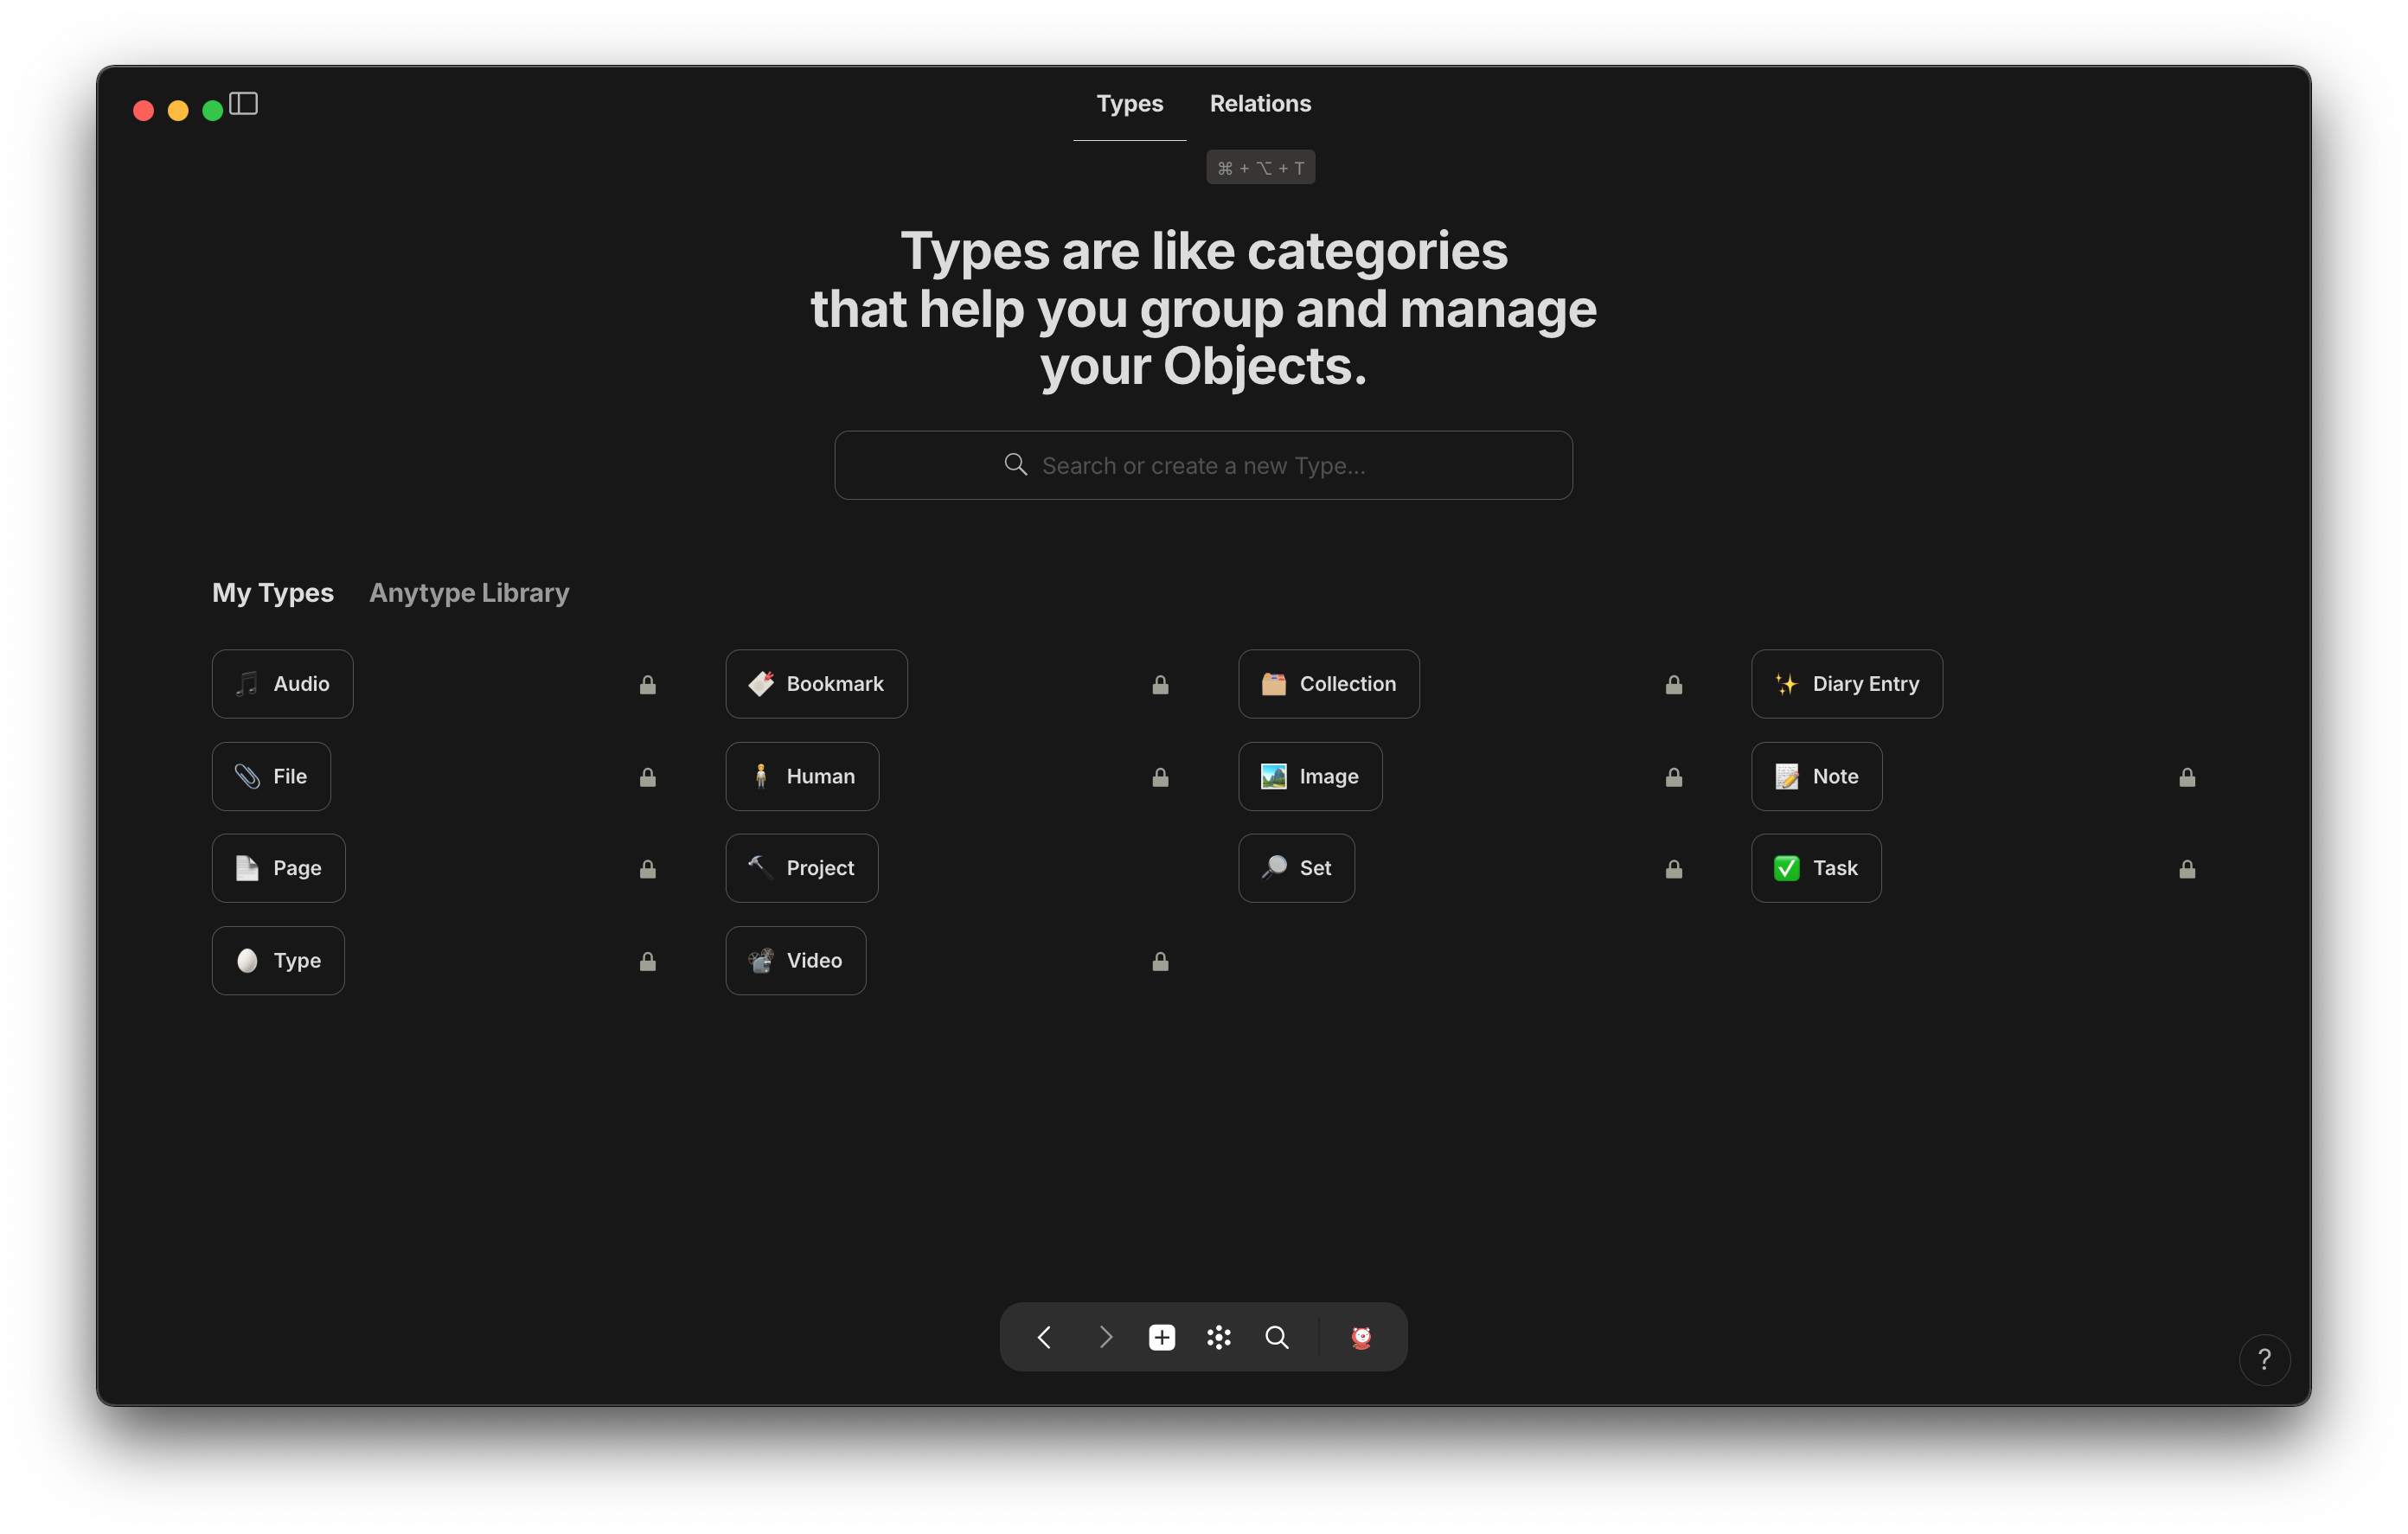 Types Relations
⌘ + ⌥ + T
Types are like categories
that help you group and manage
your Objects.
Search or create a new Type...
My Types Anytype Library
Audio Bookmark Collection Diary Entry
File Human Image Note
Page Project Set Task
Type Video
?